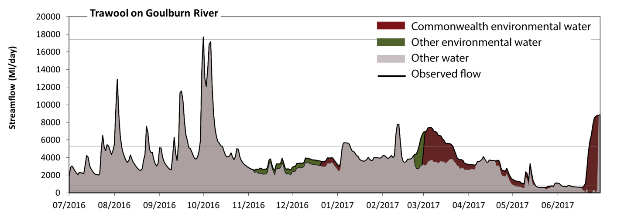 Trawool on Goulburn River
Commonwealth environmental water
Other environmental water
Other water
Observed flow
Streamflow (Ml/day)
20000
18000
16000
14000
12000
10000
8000
6000
4000
2000
0
07/2016 08/2016 09/2016 10/2016 11/2016 12/2016 01/2017 02/2017 03/2017 04/2017 05/2017 06/2017